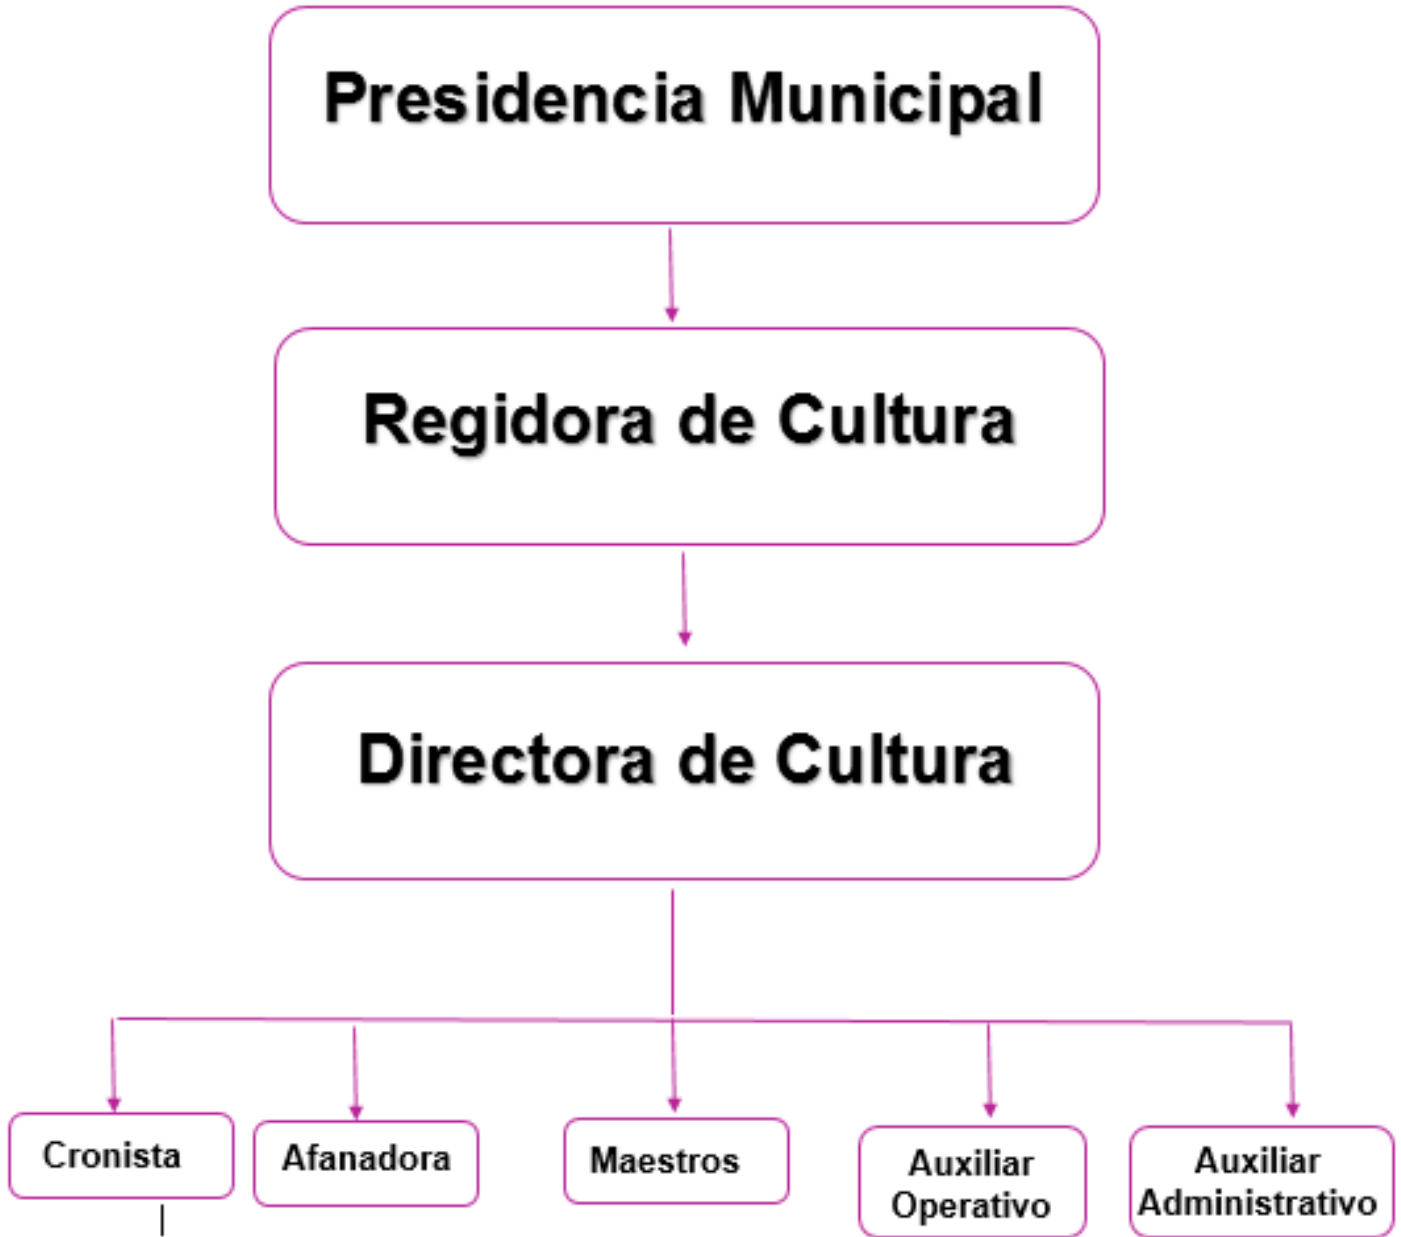 Presidencia Municipal
Regidora de Cultura
Directora de Cultura
Cronista
Afanadora
Maestros
Auxiliar
Operativo
Auxiliar
Administrativo